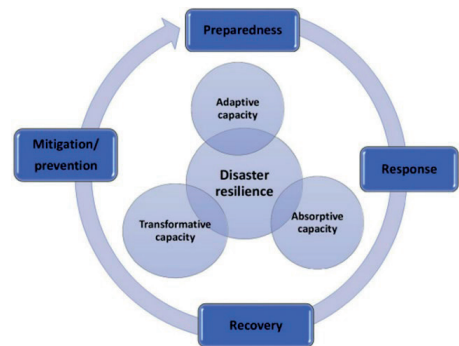 Preparedness
Adaptive
capacity
Mitigation/
prevention
Disaster
resilience
Response
Transformative
capacity
Absorptive
capacity
Recovery